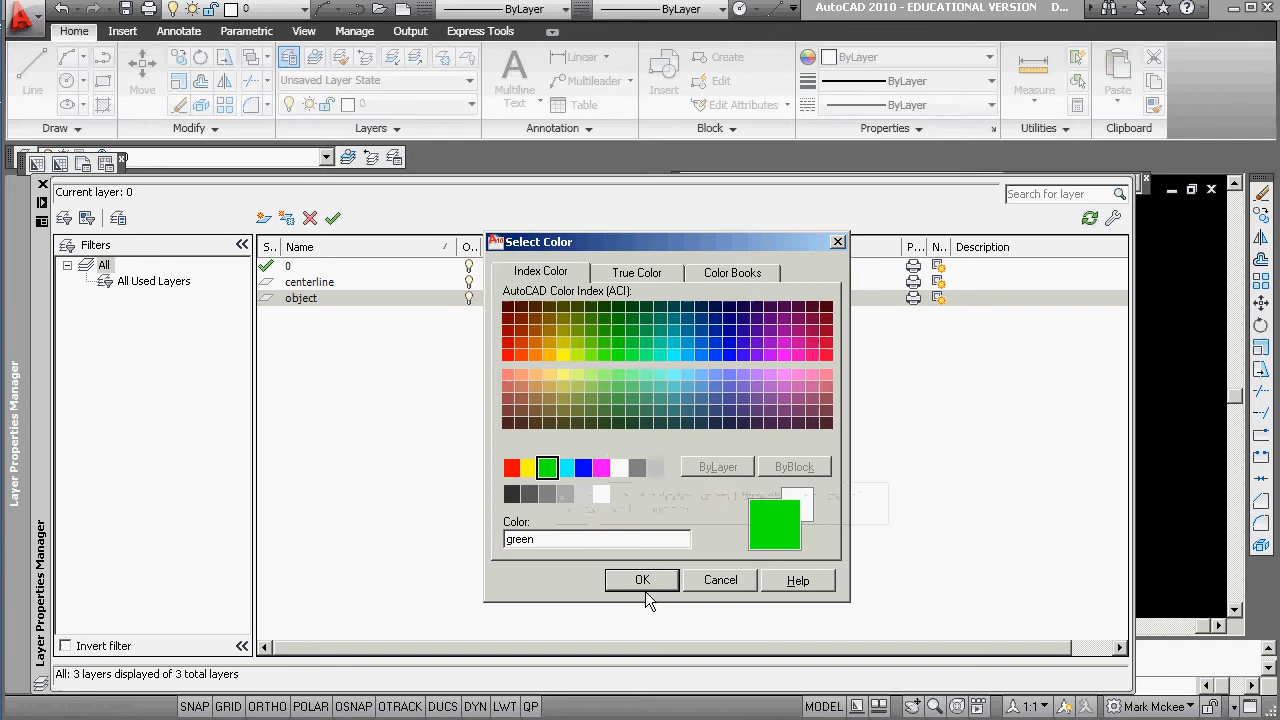 0
ByLayer
ByLayer
AutoCAD 2010 - EDUCATIONAL VERSION D...
Home Insert Annotate Parametric View Manage Output Express Tools
Line
Move
Unsaved Layer State
0
Multiline Text
Linear
Multileader
Table
Insert
Create
Edit
Edit Attributes
ByLayer
ByLayer
ByLayer
Measure
Paste
Draw Modify Layers Annotation Block Properties Utilities Clipboard
Current layer: 0
Search for layer
Filters
All
All Used Layers
S.. Name O.. P... N.. Description
0
centerline
object
Select Color
Index Color True Color Color Books
AutoCAD Color Index (ACI):
ByLayer ByBlock
Color:
green
OK Cancel Help
Invert filter
All: 3 layers displayed of 3 total layers
Layer Properties Manager
Layer Properties Manager
SNAP GRID ORTHO POLAR OSNAP OTRACK DUCS DYN LWT QP MODEL 1:1 Mark Mckee